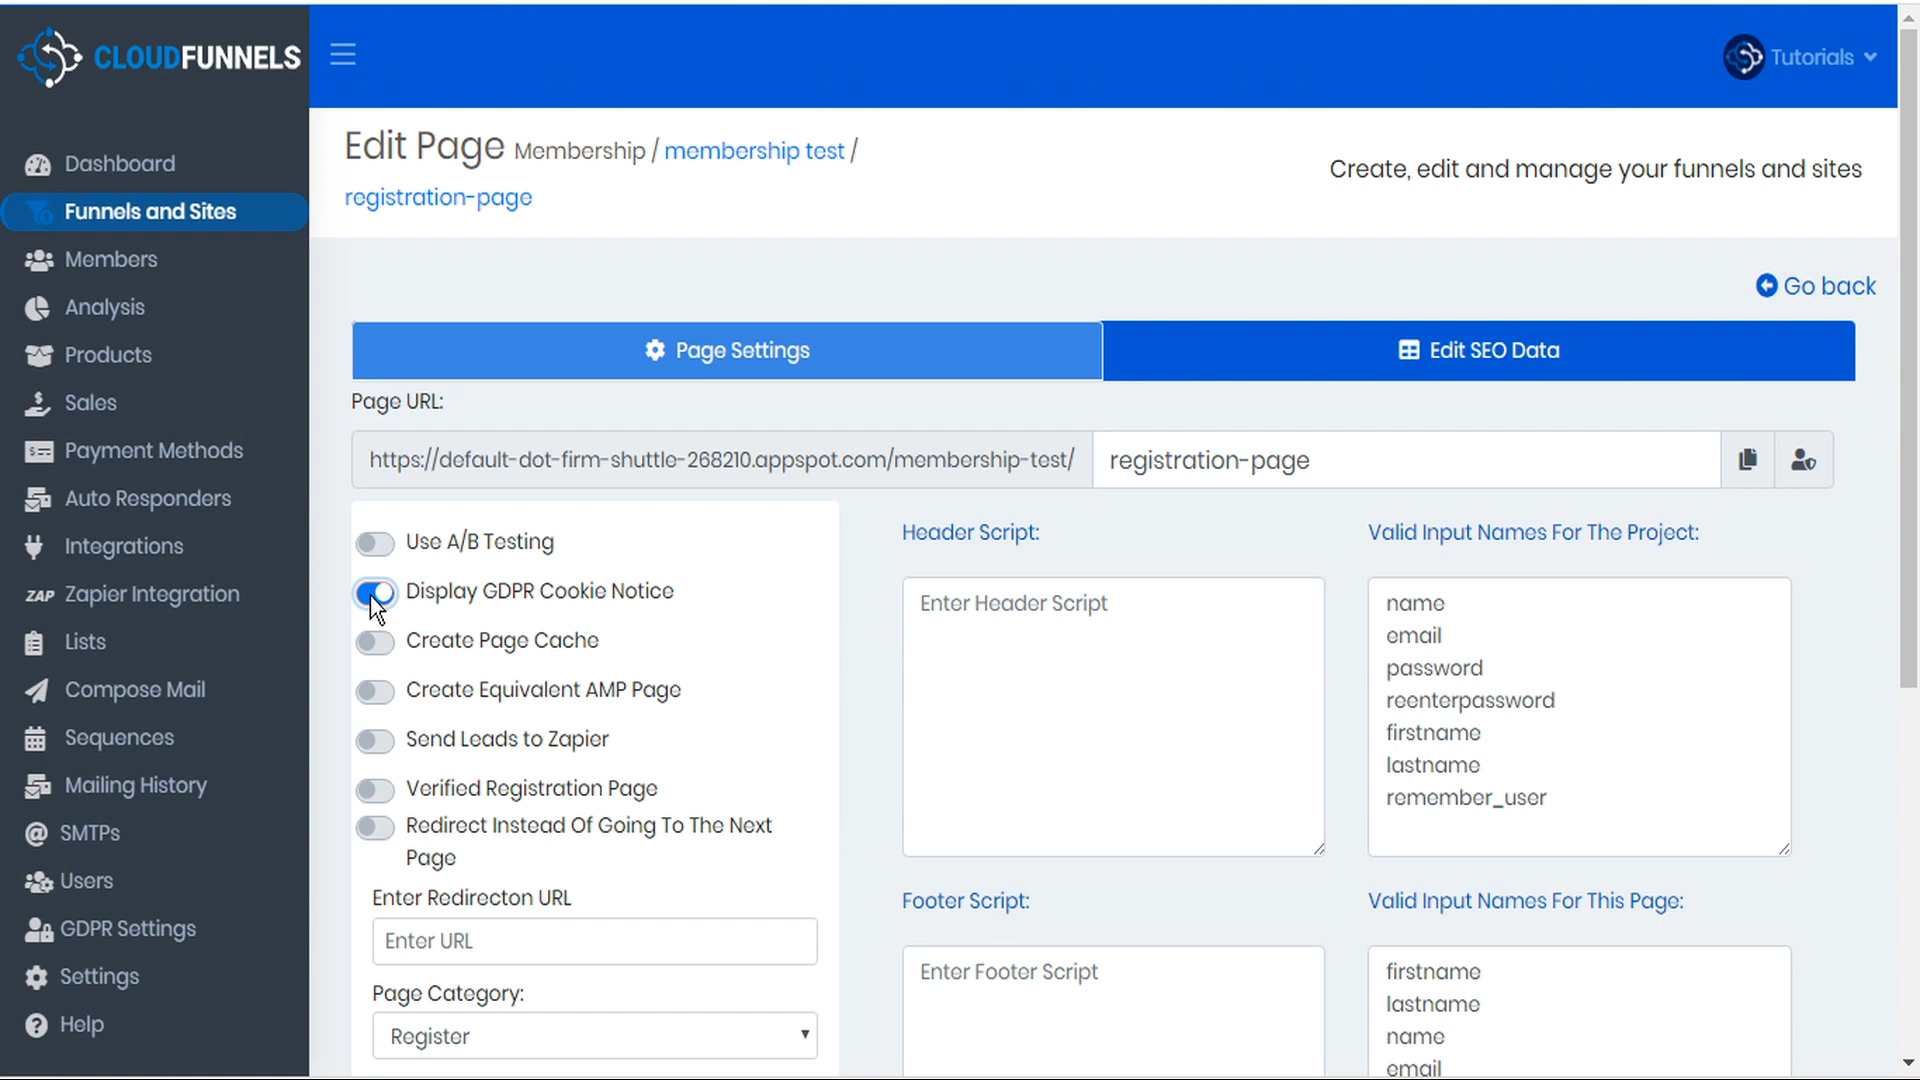 CLOUDFUNNELS
Tutorials
Dashboard
Funnels and Sites
Members
Analysis
Products
Sales
Payment Methods
Auto Responders
Integrations
ZAP Zapier Integration
Lists
Compose Mail
Sequences
Mailing History
SMTPs
Users
GDPR Settings
Settings
Help
Edit Page Membership / membership test /
registration-page
Create, edit and manage your funnels and sites
Go back
Page Settings
Edit SEO Data
Page URL:
https://default-dot-firm-shuttle-268210.appspot.com/membership-test/ registration-page
Use A/B Testing
Display GDPR Cookie Notice
Create Page Cache
Create Equivalent AMP Page
Send Leads to Zapier
Verified Registration Page
Redirect Instead Of Going To The Next
Page
Enter Redirecton URL
Enter URL
Page Category:
Register
Header Script:
Enter Header Script
Footer Script:
Enter Footer Script
Valid Input Names For The Project:
name
email
password
reenterpassword
firstname
lastname
remember_user
Valid Input Names For This Page:
firstname
lastname
name
email